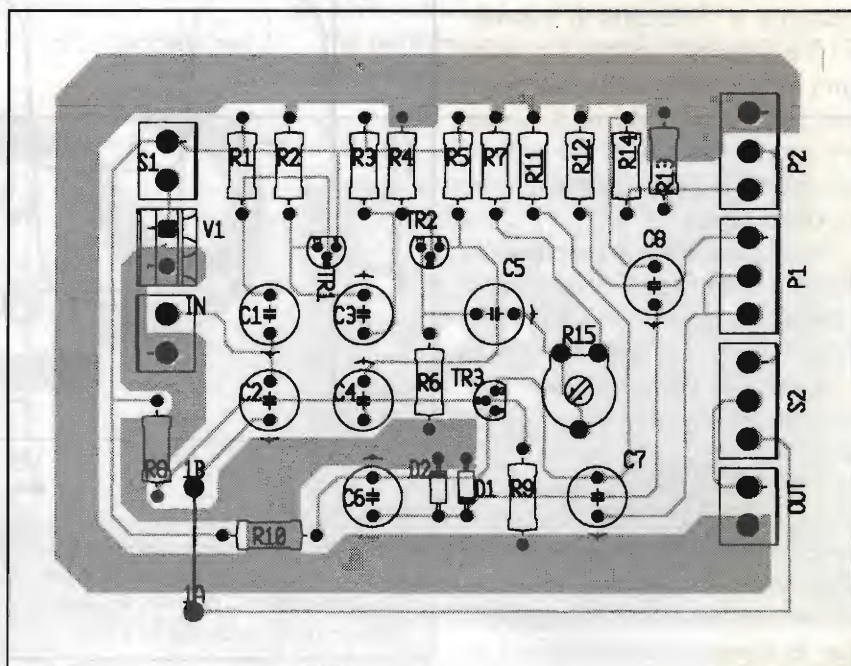 S1
R1
R2
R3
R4
R5
R7
R11
R12
R14
R13
P2
V1
TR2
TR1
C8
C5
P1
IN
C1
C3
R15
R6
TR3
C2
C4
S2
R8
1B
D2
D1
C6
R9
C7
OUT
R10
1A